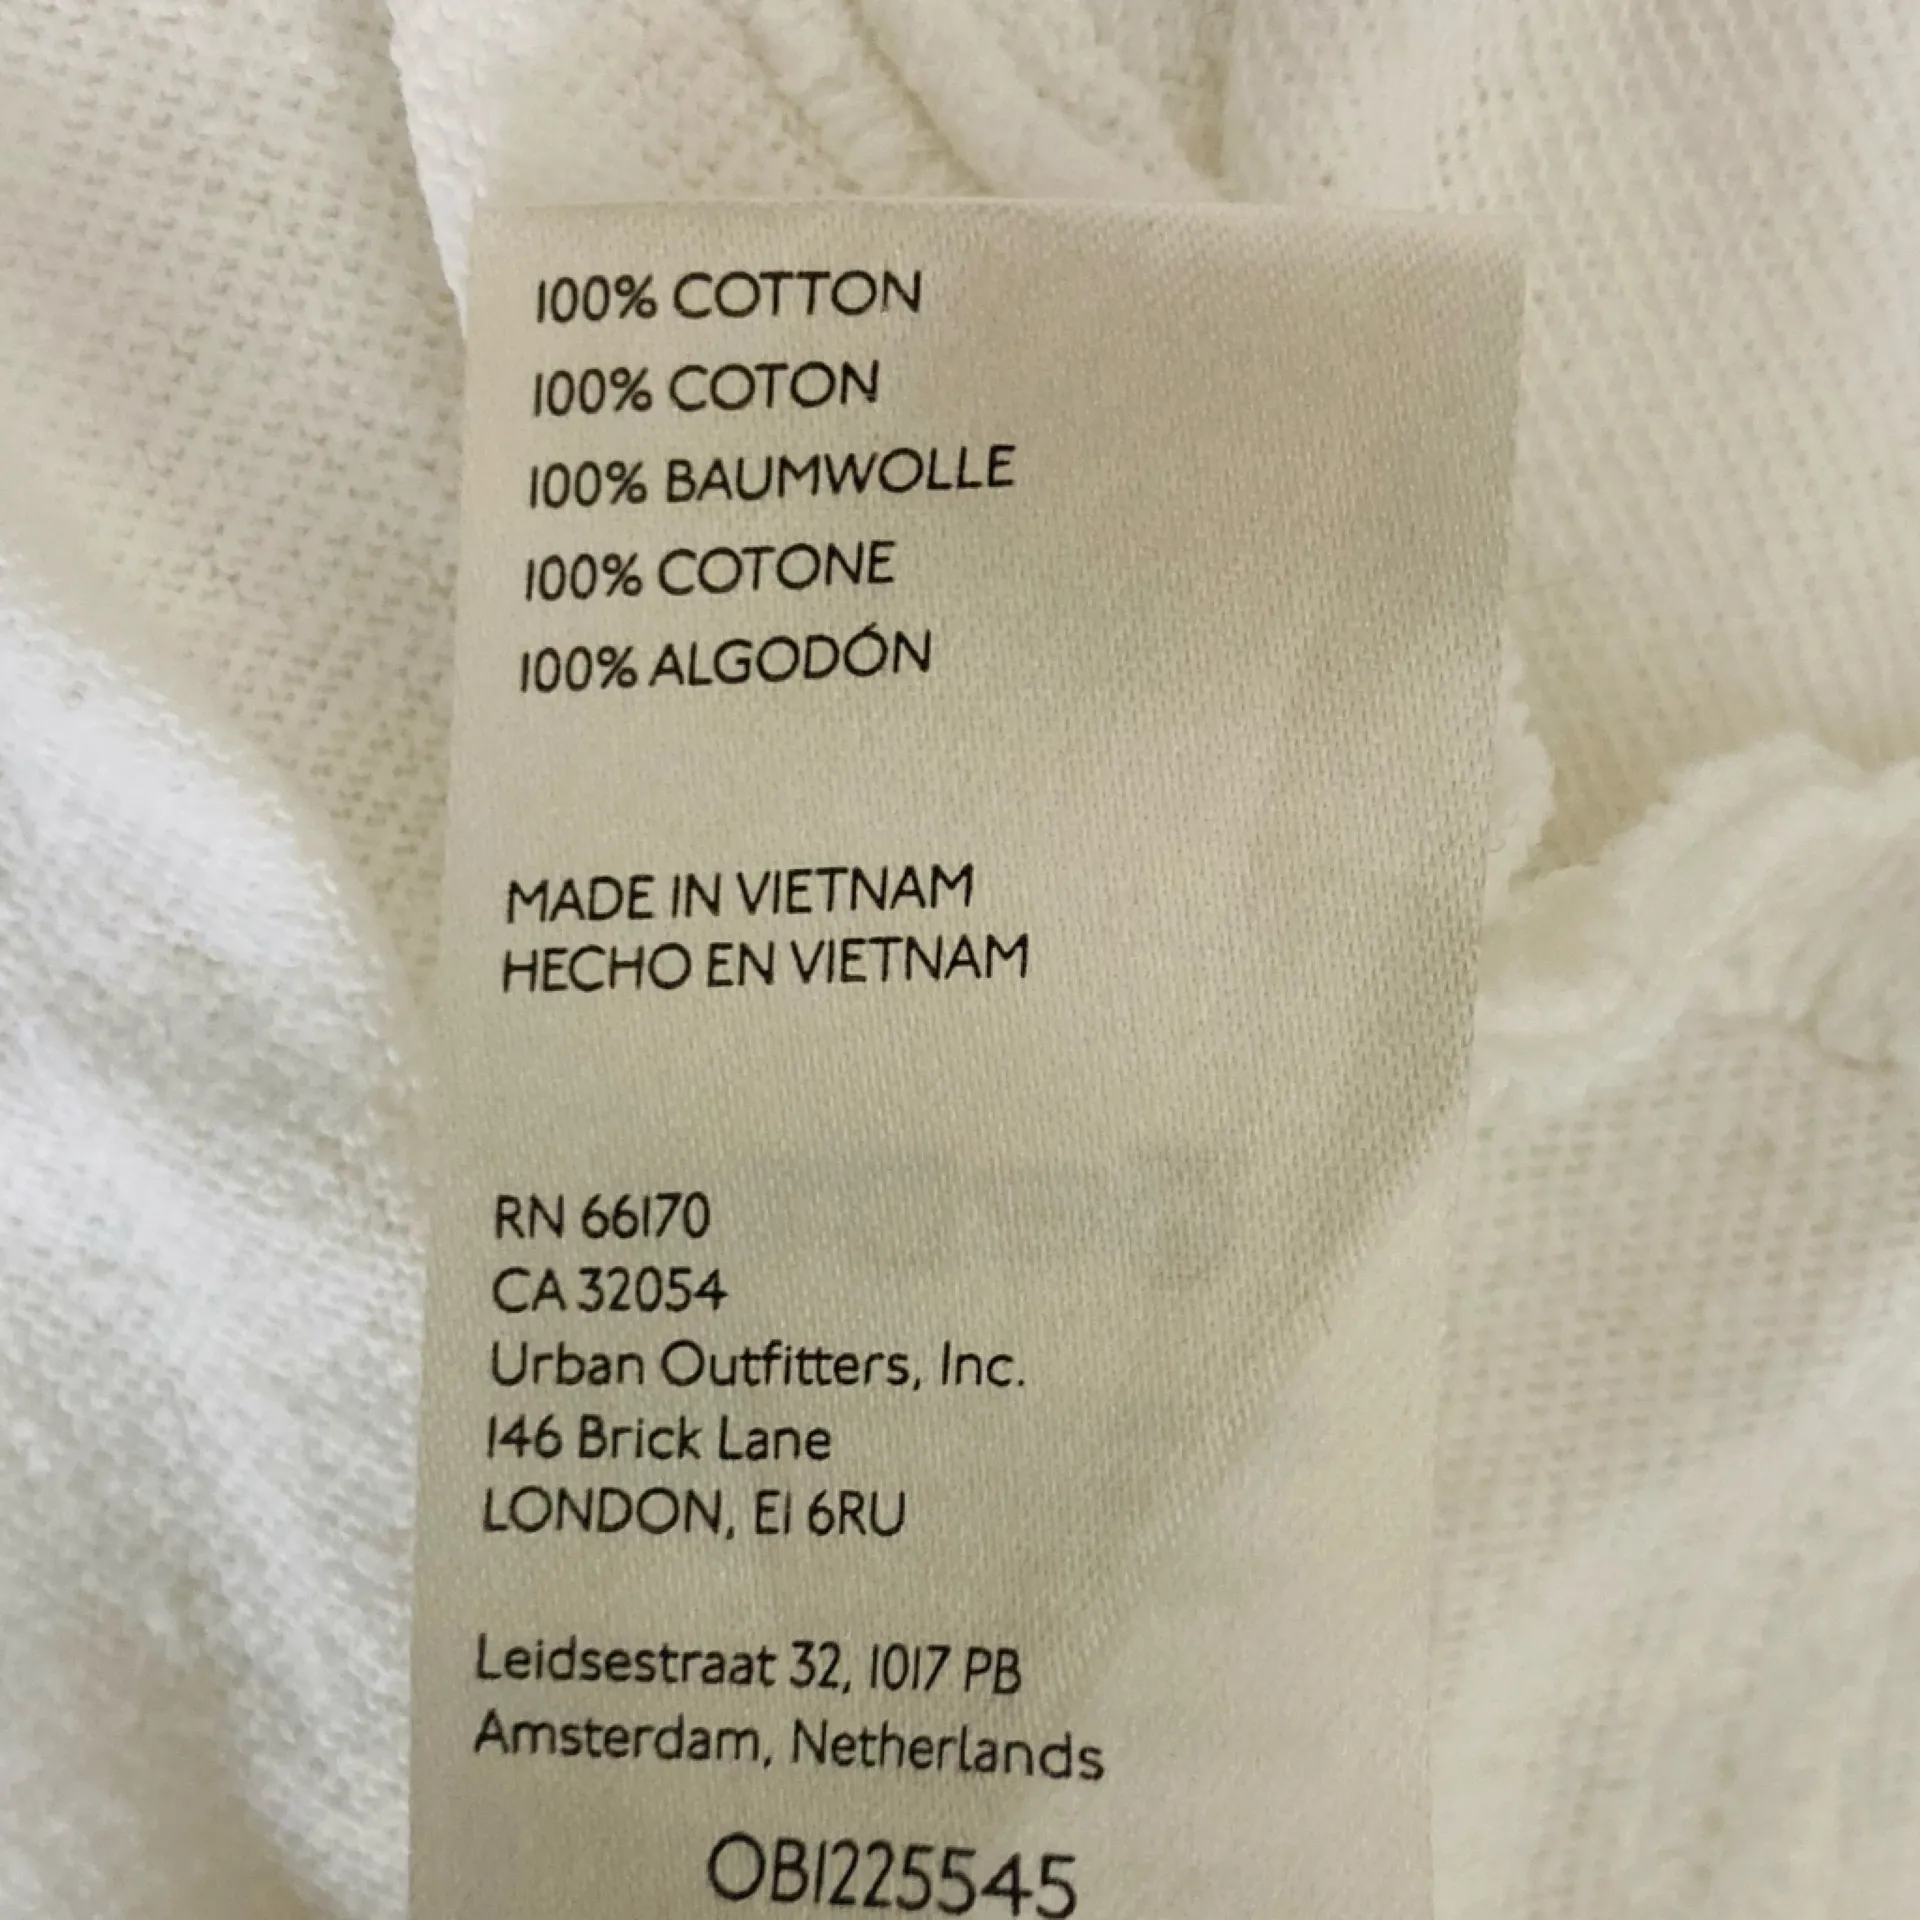 100% COTTON
100% COTON
100% BAUMWOLLE
100% COTONE
100% ALGODÓN
MADE IN VIETNAM
HECHO EN VIETNAM
RN 66170
CA 32054
Urban Outfitters, Inc.
146 Brick Lane
LONDON, E1 6RU
Leidsestraat 32, 1017 PB
Amsterdam, Netherlands
OB1225545